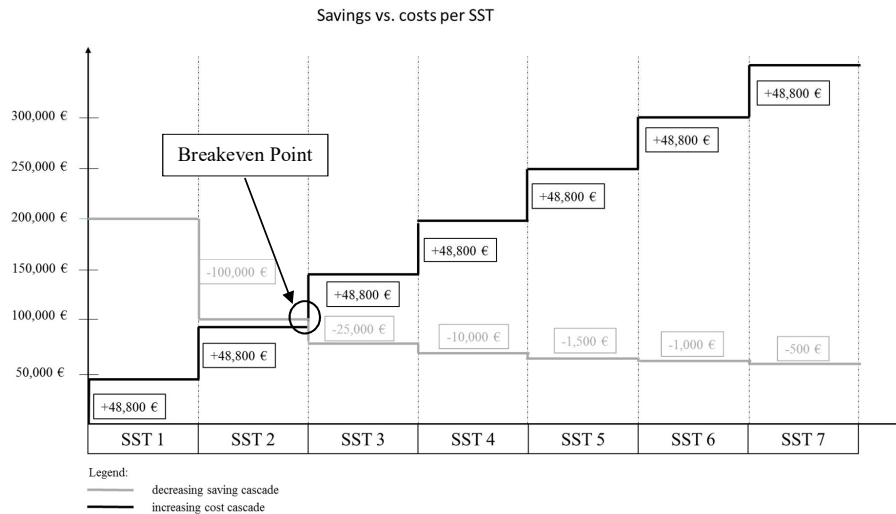 Savings vs. costs per SST
300,000 €
250,000 €
200,000 €
150,000 €
100,000 €
50,000 €
Breakeven Point
-100,000 €
-25,000 €
-10,000 €
-1,500 €
-1,000 €
-500 €
+48,800 €
+48,800 €
+48,800 €
+48,800 €
+48,800 €
+48,800 €
+48,800 €
SST 1
SST 2
SST 3
SST 4
SST 5
SST 6
SST 7
Legend:
decreasing saving cascade
increasing cost cascade